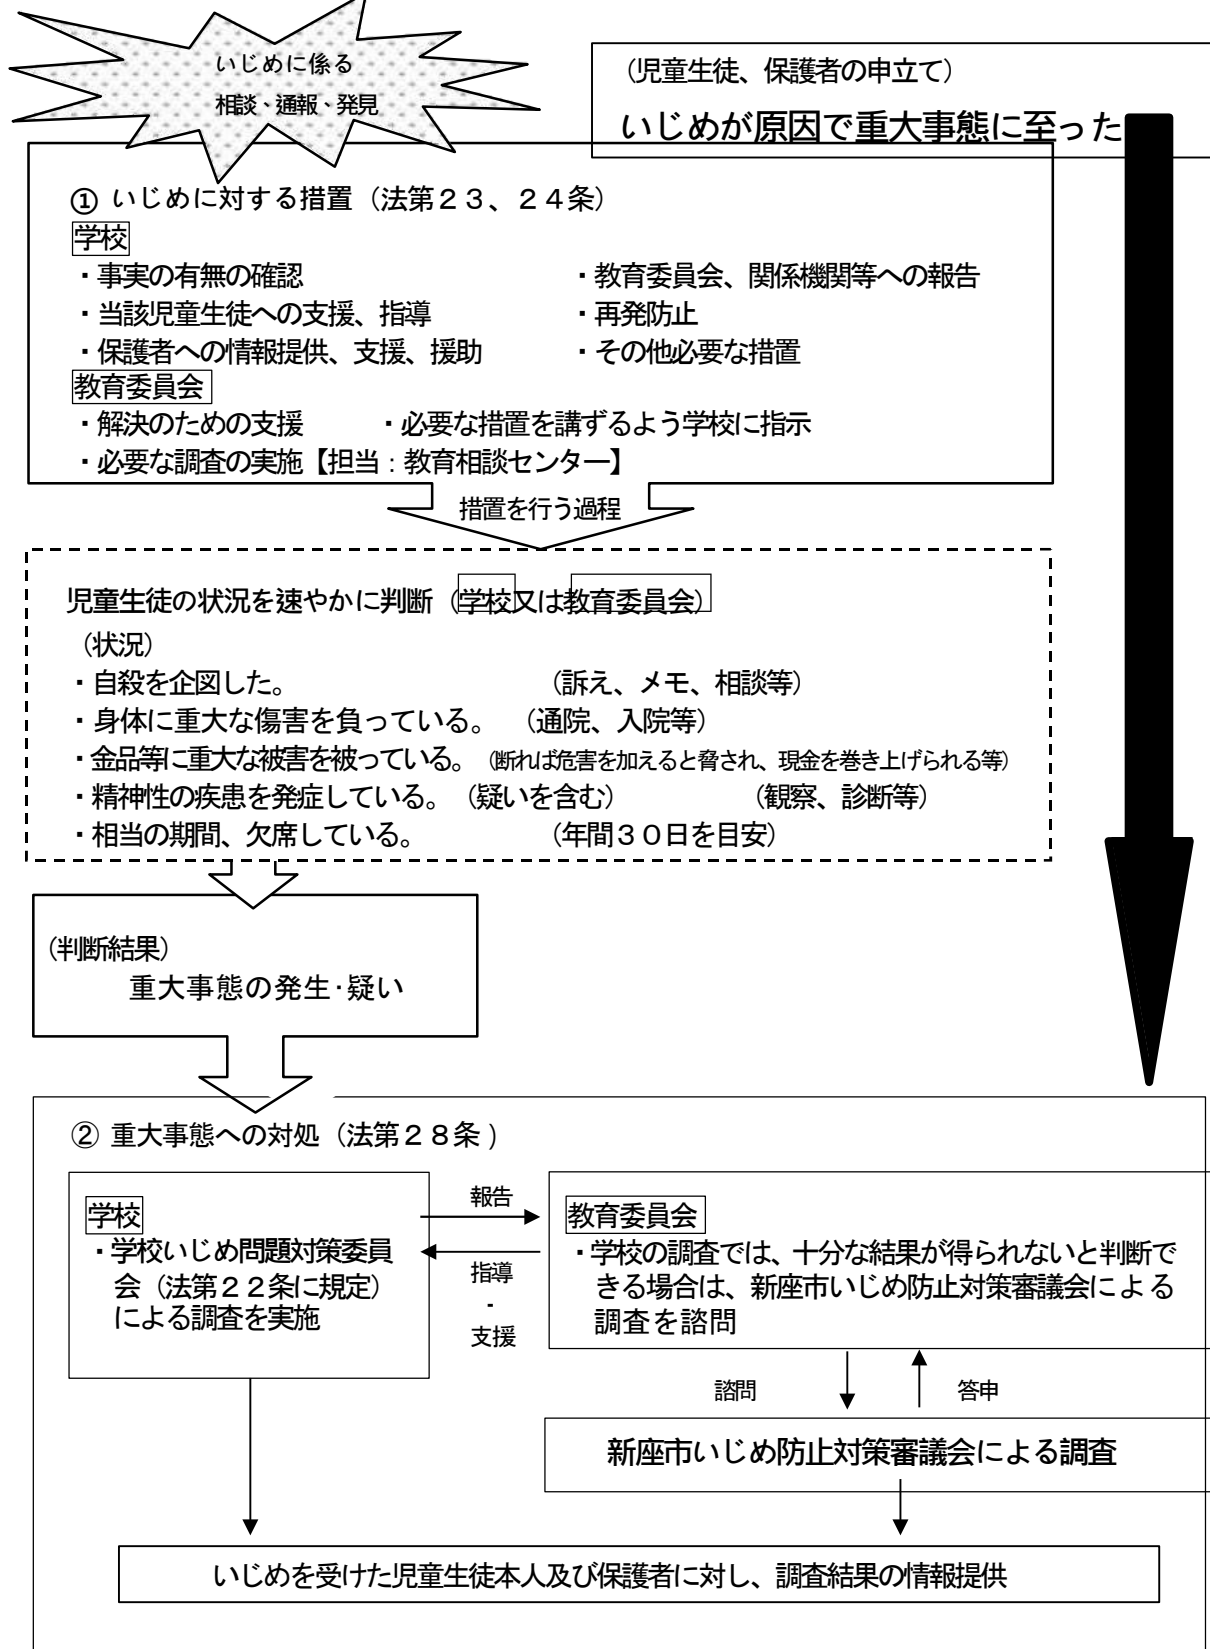 いじめに係る
相談、通報、発見
（児童生徒、保護者の申立て）
いじめが原因で重大事態に至った
① いじめに対する措置（法第２３、２４条）
学校
・事実の有無の確認　・教育委員会、関係機関等への報告
・当該児童生徒への支援、指導　・再発防止
・保護者への情報提供、支援、援助　・その他必要な措置
教育委員会
・解決のための支援　・必要な措置を講ずるよう学校に指示
・必要な調査の実施【担当：教育相談センター】
措置を行う過程
児童生徒の状況を速やかに判断（学校又は教育委員会）
（状況）
・自殺を企図した。　（訴え、メモ、相談等）
・身体に重大な傷害を負っている。（通院、入院等）
・金品等に重大な被害を被っている。（断れば危害を加えると脅され、現金を巻き上げられる等）
・精神性の疾患を発症している。（疑いを含む）　（観察、診断等）
・相当の期間、欠席している。　（年間３０日を目安）
（判断結果）
重大事態の発生･疑い
② 重大事態への対処（法第２８条）
学校
・学校いじめ問題対策委員
会（法第２２条に規定）
による調査を実施
報告
指導
・
支援
教育委員会
・学校の調査では、十分な結果が得られないと判断で
きる場合は、新座市いじめ防止対策審議会による
調査を諮問
諮問　答申
新座市いじめ防止対策審議会による調査
いじめを受けた児童生徒本人及び保護者に対し、調査結果の情報提供